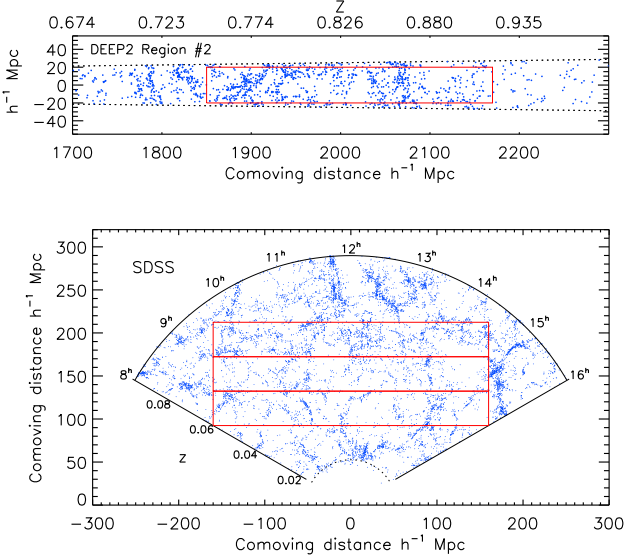 Z
0.674 0.723 0.774 0.826 0.880 0.935
DEEP2 Region #2
40
20
0
−20
−40
h⁻¹ Mpc
1700 1800 1900 2000 2100 2200
Comoving distance h⁻¹ Mpc
SDSS
300
250
200
150
100
50
0
Comoving distance h⁻¹ Mpc
8ʰ 9ʰ 10ʰ 11ʰ 12ʰ 13ʰ 14ʰ 15ʰ 16ʰ
0.08
0.06
0.04
0.02
z
−300 −200 −100 0 100 200 300
Comoving distance h⁻¹ Mpc